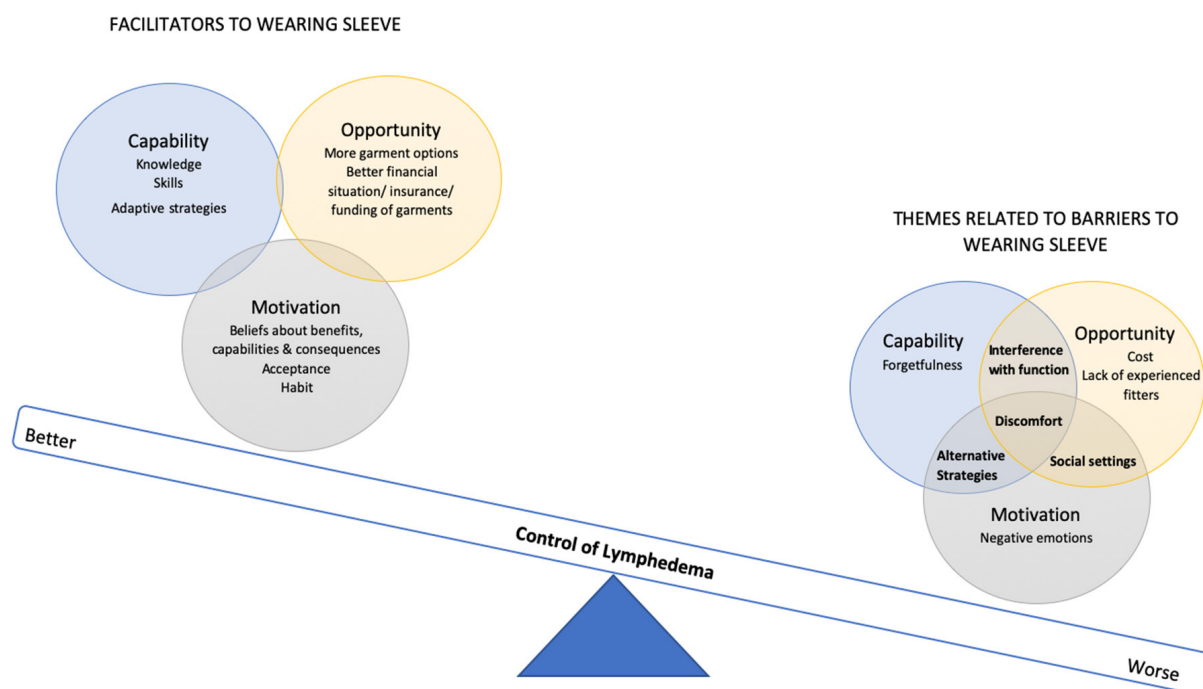 FACILITATORS TO WEARING SLEEVE
Capability
Knowledge
Skills
Adaptive strategies
Opportunity
More garment options
Better financial
situation/ insurance/
funding of garments
Motivation
Beliefs about benefits,
capabilities & consequences
Acceptance
Habit
THEMES RELATED TO BARRIERS TO
WEARING SLEEVE
Capability
Forgetfulness
Interference
with function
Opportunity
Cost
Lack of experienced
fitters
Discomfort
Alternative
Strategies
Social settings
Motivation
Negative emotions
Better
Control of Lymphedema
Worse